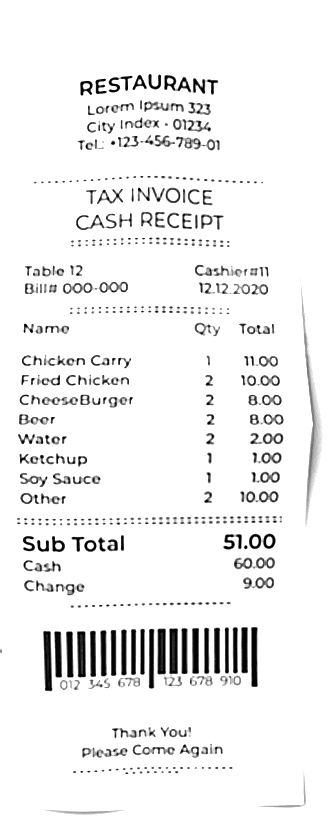 RESTAURANT
Lorem Ipsum 323
City Index - 01234
Tel.: +123-456-789-01
TAX INVOICE
CASH RECEIPT
Table 12 Cashier#11
Bill# 000-000 12.12.2020
Name Qty Total
Chicken Carry 1 11.00
Fried Chicken 2 10.00
CheeseBurger 2 8.00
Beer 2 8.00
Water 2 2.00
Ketchup 1 1.00
Soy Sauce 1 1.00
Other 2 10.00
Sub Total 51.00
Cash 60.00
Change 9.00
012 345 678 123 678 910
Thank You!
Please Come Again